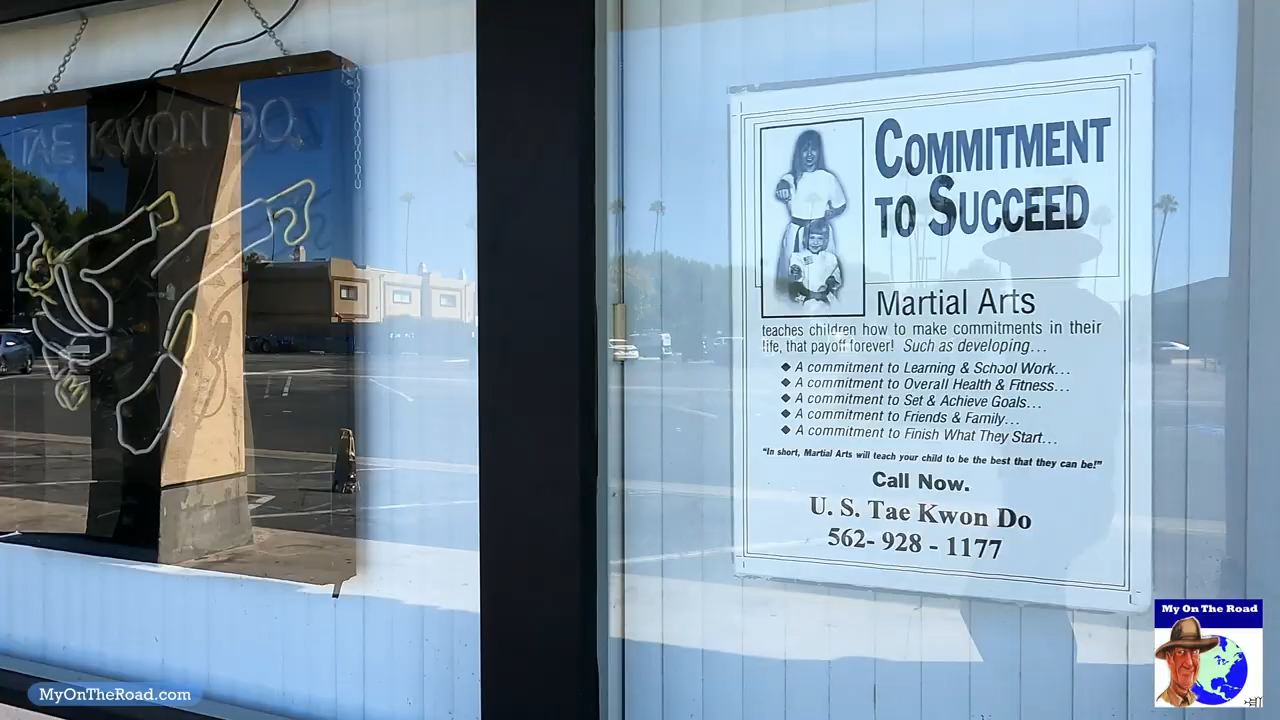 TAE KWON DO
COMMITMENT
TO SUCCEED
Martial Arts
teaches children how to make commitments in their
life, that payoff forever! Such as developing...
❖ A commitment to Learning & School Work...
❖ A commitment to Overall Health & Fitness...
❖ A commitment to Set & Achieve Goals...
❖ A commitment to Friends & Family...
❖ A commitment to Finish What They Start...
"In short, Martial Arts will teach your child to be the best that they can be!"
Call Now.
U. S. Tae Kwon Do
562- 928 - 1177
My On The Road
MyOnTheRoad.com